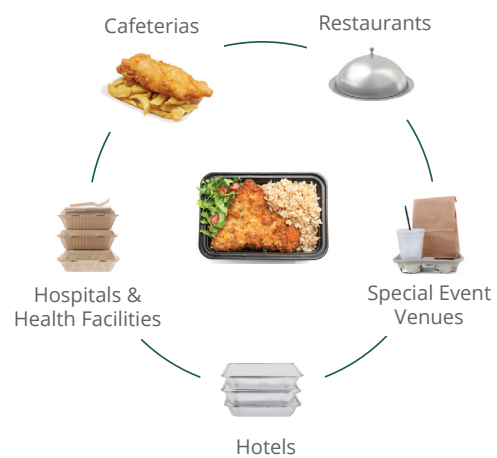 Cafeterias
Restaurants
Hospitals &
Health Facilities
Special Event
Venues
Hotels